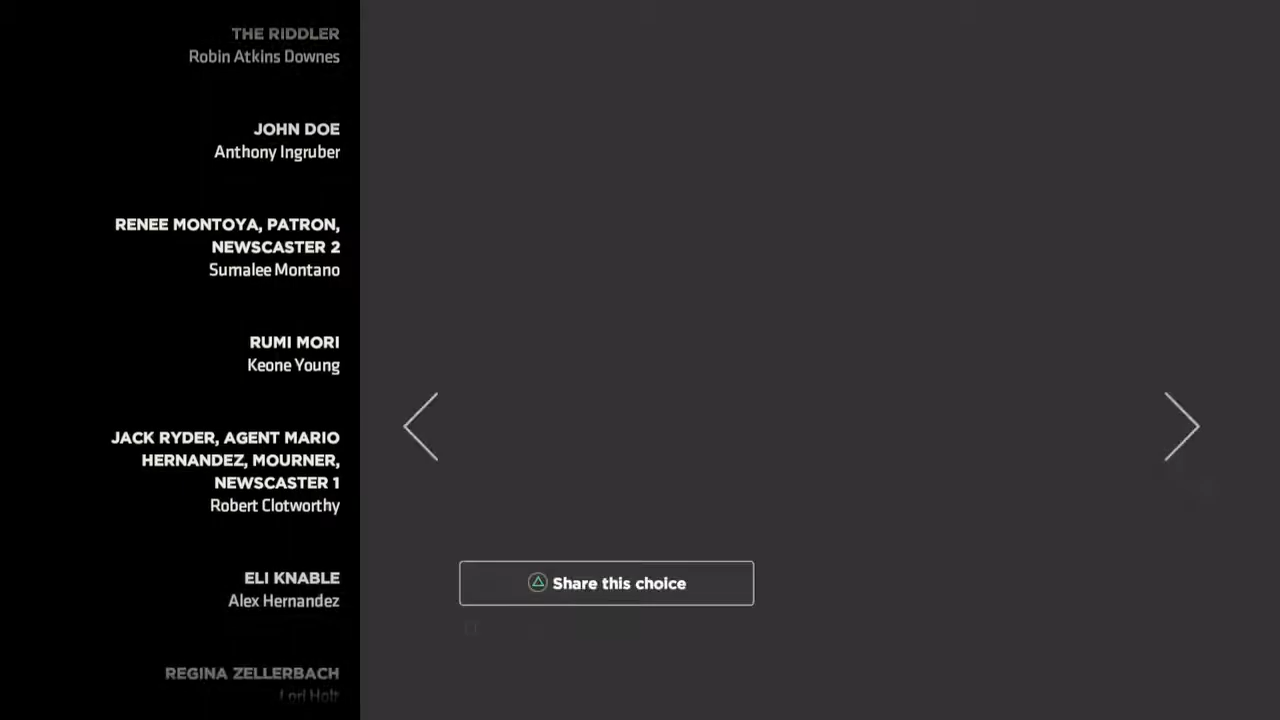 THE RIDDLER
Robin Atkins Downes
JOHN DOE
Anthony Ingruber
RENEE MONTOYA, PATRON,
NEWSCASTER 2
Sumalee Montano
RUMI MORI
Keone Young
JACK RYDER, AGENT MARIO
HERNANDEZ, MOURNER,
NEWSCASTER 1
Robert Clotworthy
ELI KNABLE
Alex Hernandez
REGINA ZELLERBACH
Lori Holt
Share this choice